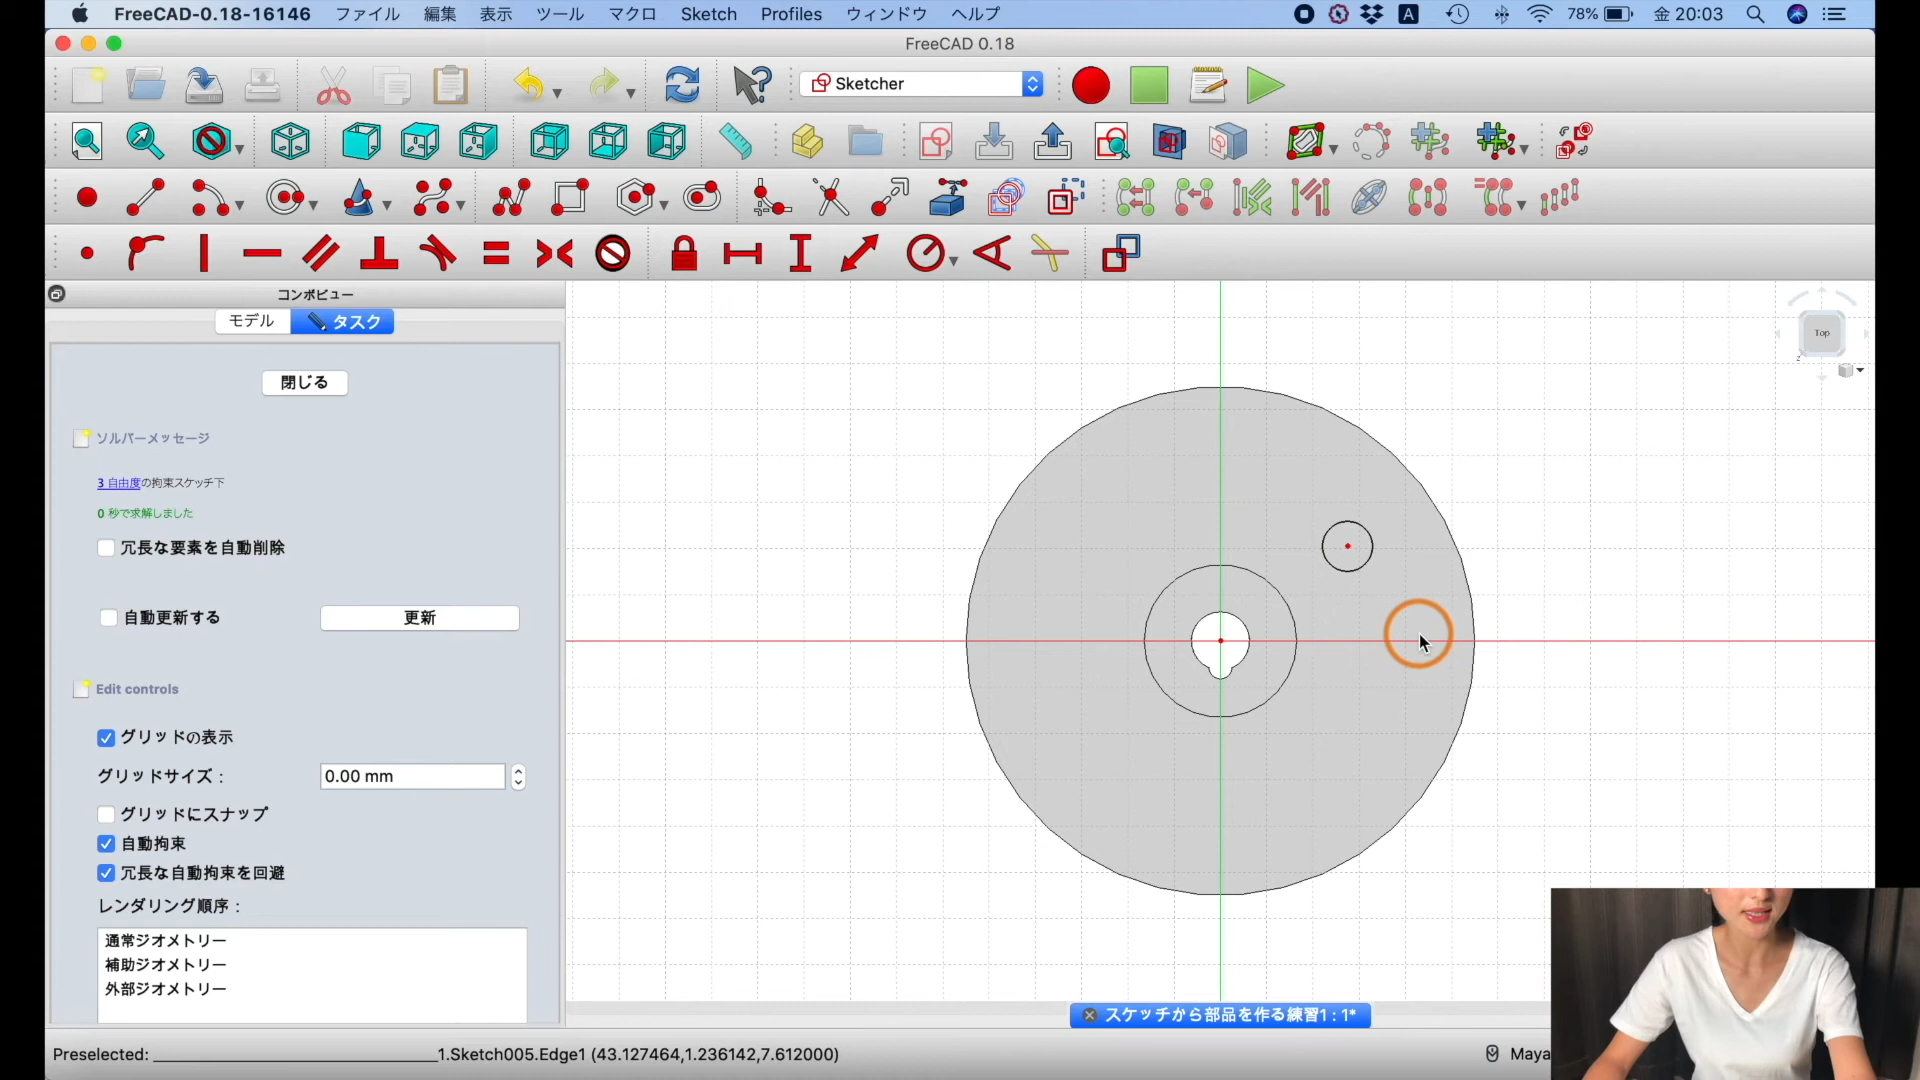 FreeCAD-0.18-16146 ファイル 編集 表示 ツール マクロ Sketch Profiles ウィンドウ ヘルプ A 78% 金 20:03
FreeCAD 0.18
Sketcher
コンボビュー
モデル タスク
閉じる
ソルバーメッセージ
3 自由度の拘束スケッチ下
0 秒で求解しました
冗長な要素を自動削除
自動更新する 更新
Edit controls
グリッドの表示
グリッドサイズ： 0.00 mm
グリッドにスナップ
自動拘束
冗長な自動拘束を回避
レンダリング順序：
通常ジオメトリー
補助ジオメトリー
外部ジオメトリー
Top
z
スケッチから部品を作る練習1 : 1*
Preselected: ________________________________1.Sketch005.Edge1 (43.127464,1.236142,7.612000)
Maya